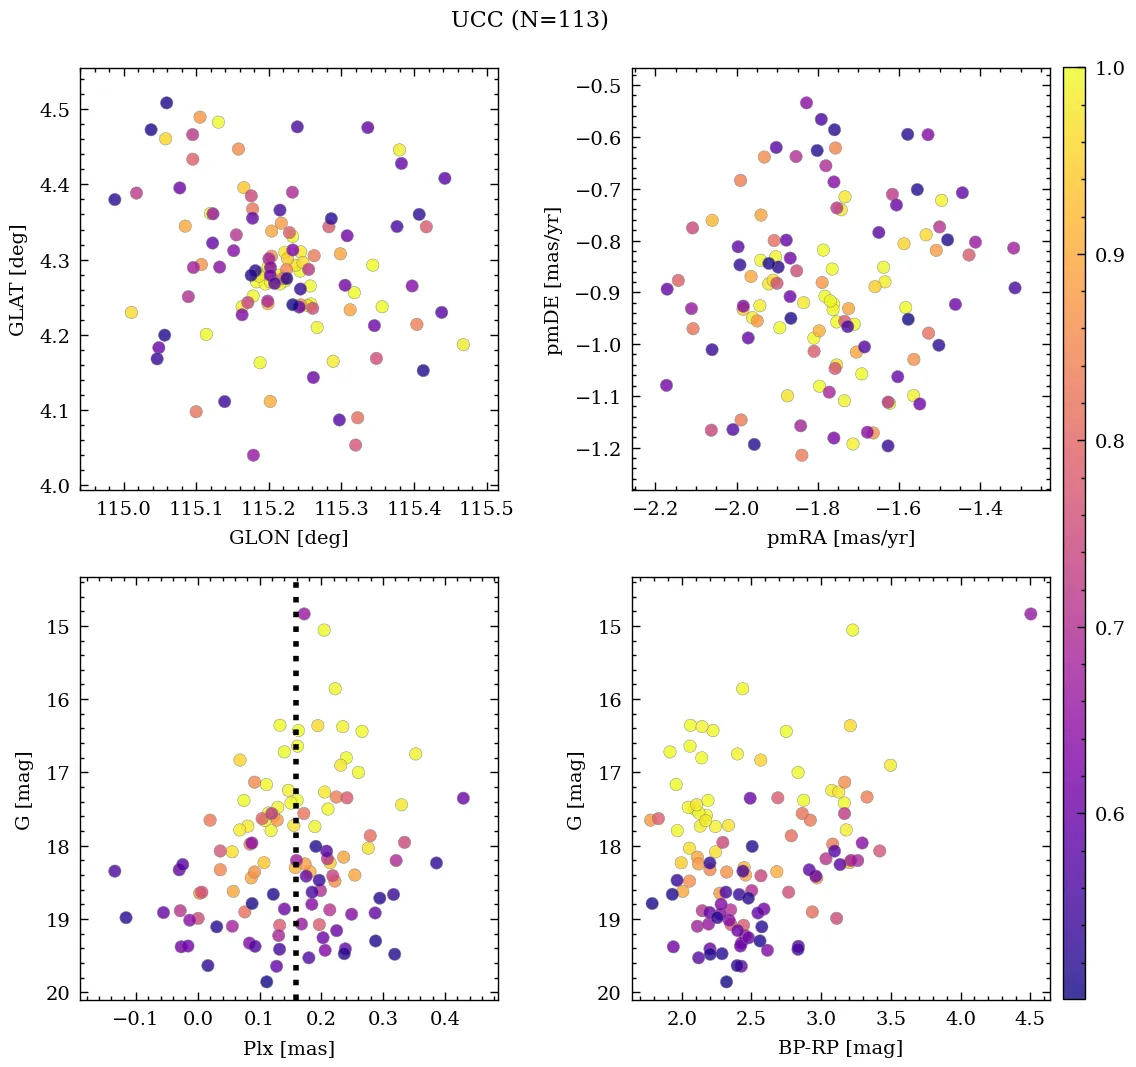 UCC (N=113)
4.5
4.4
4.3
4.2
4.1
4.0
GLAT [deg]
115.0 115.1 115.2 115.3 115.4 115.5
GLON [deg]
−0.5
−0.6
−0.7
−0.8
−0.9
−1.0
−1.1
−1.2
pmDE [mas/yr]
−2.2 −2.0 −1.8 −1.6 −1.4
pmRA [mas/yr]
15
16
17
18
19
20
G [mag]
−0.1 0.0 0.1 0.2 0.3 0.4
Plx [mas]
15
16
17
18
19
20
G [mag]
2.0 2.5 3.0 3.5 4.0 4.5
BP-RP [mag]
1.0
0.9
0.8
0.7
0.6